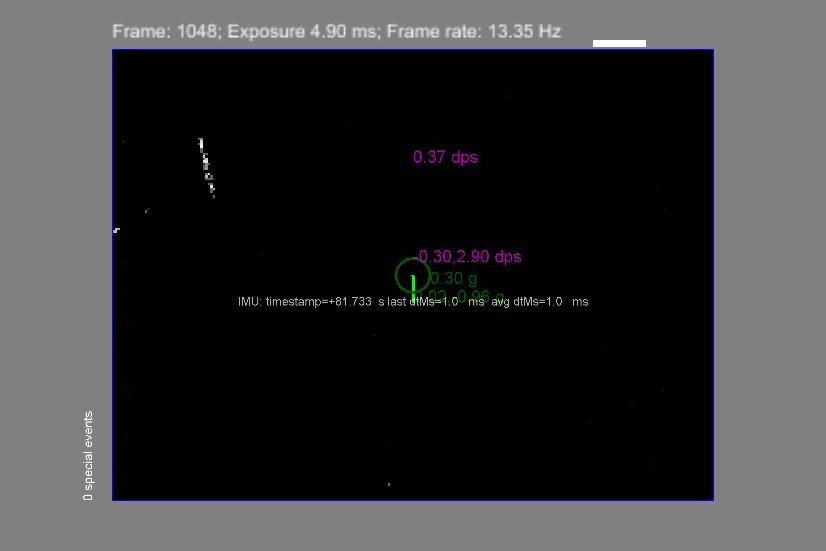 Frame: 1048; Exposure 4.90 ms; Frame rate: 13.35 Hz
0.37 dps
-0.30,2.90 dps
0.30 g
IMU: timestamp=+81.733 s last dtMs=1.0 ms avg dtMs=1.0 ms
0 special events